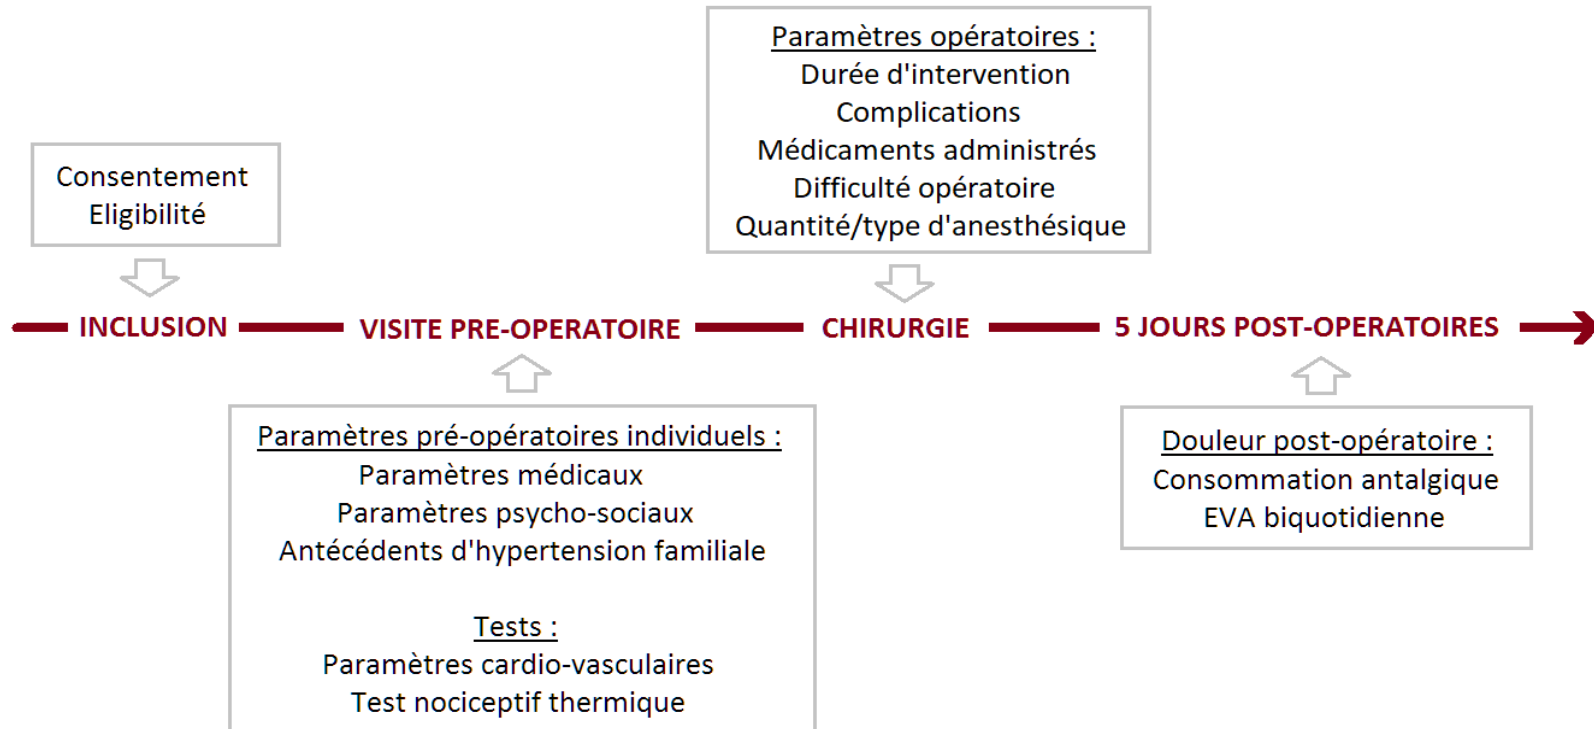 Paramètres opératoires :
Durée d'intervention
Complications
Médicaments administrés
Difficulté opératoire
Quantité/type d'anesthésique
Consentement
Eligibilité
INCLUSION
VISITE PRE-OPERATOIRE
CHIRURGIE
5 JOURS POST-OPERATOIRES
Paramètres pré-opératoires individuels :
Paramètres médicaux
Paramètres psycho-sociaux
Antécédents d'hypertension familiale
Tests :
Paramètres cardio-vasculaires
Test nociceptif thermique
Douleur post-opératoire :
Consommation antalgique
EVA biquotidienne